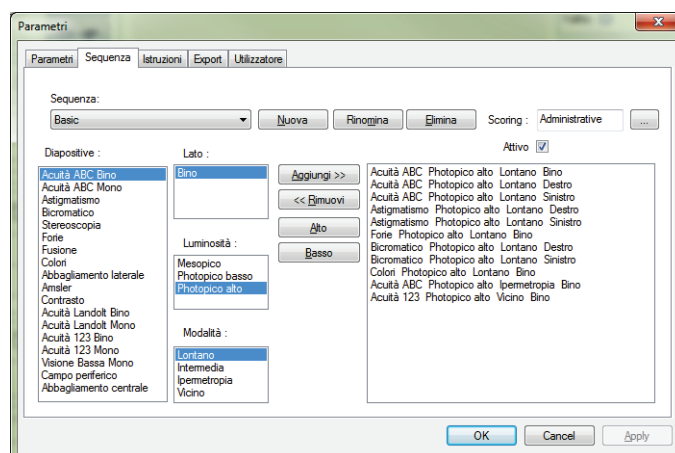 Parametri
Parametri Sequenza Istruzioni Export Utilizzatore
Sequenza:
Basic
Nuova
Rinomina
Elimina
Scoring :
Administrative
...
Attivo
Diapositive :
Acuità ABC Bino
Acuità ABC Mono
Astigmatismo
Bicromatico
Stereoscopia
Forie
Fusione
Colori
Abbagliamento laterale
Amsler
Contrasto
Acuità Landolt Bino
Acuità Landolt Mono
Acuità 123 Bino
Acuità 123 Mono
Visione Bassa Mono
Campo periferico
Abbagliamento centrale
Lato :
Bino
Luminosità :
Mesopico
Photopico basso
Photopico alto
Modalità :
Lontano
Intermedia
Ipermetropia
Vicino
Aggiungi >>
<< Rimuovi
Alto
Basso
Acuità ABC Photopico alto Lontano Bino
Acuità ABC Photopico alto Lontano Destro
Acuità ABC Photopico alto Lontano Sinistro
Astigmatismo Photopico alto Lontano Destro
Astigmatismo Photopico alto Lontano Sinistro
Forie Photopico alto Lontano Bino
Bicromatico Photopico alto Lontano Destro
Bicromatico Photopico alto Lontano Sinistro
Colori Photopico alto Lontano Bino
Acuità ABC Photopico alto Ipermetropia Bino
Acuità 123 Photopico alto Vicino Bino
OK
Cancel
Apply